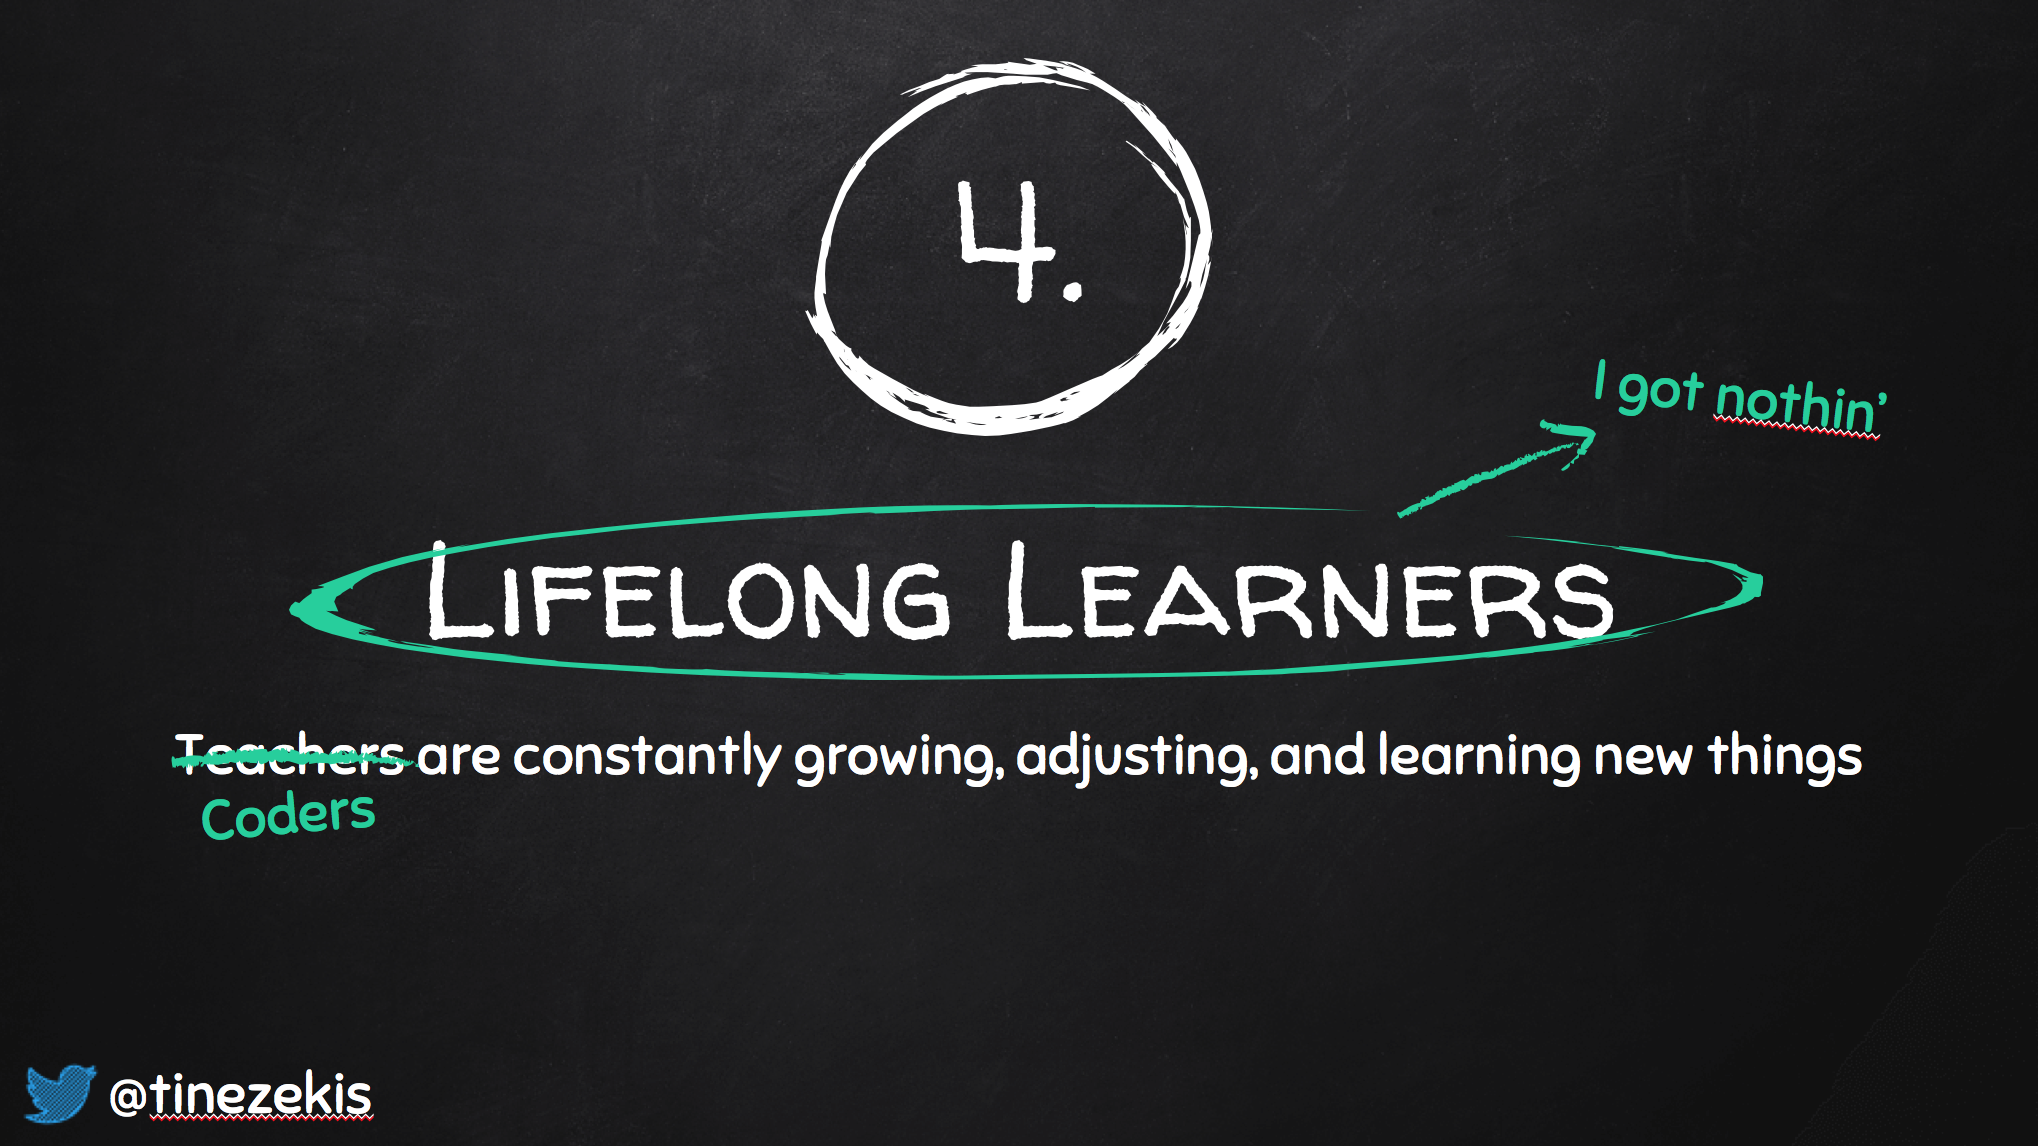 4.
I got nothin’
Lifelong Learners
Teachers are constantly growing, adjusting, and learning new things
Coders
@tinezekis